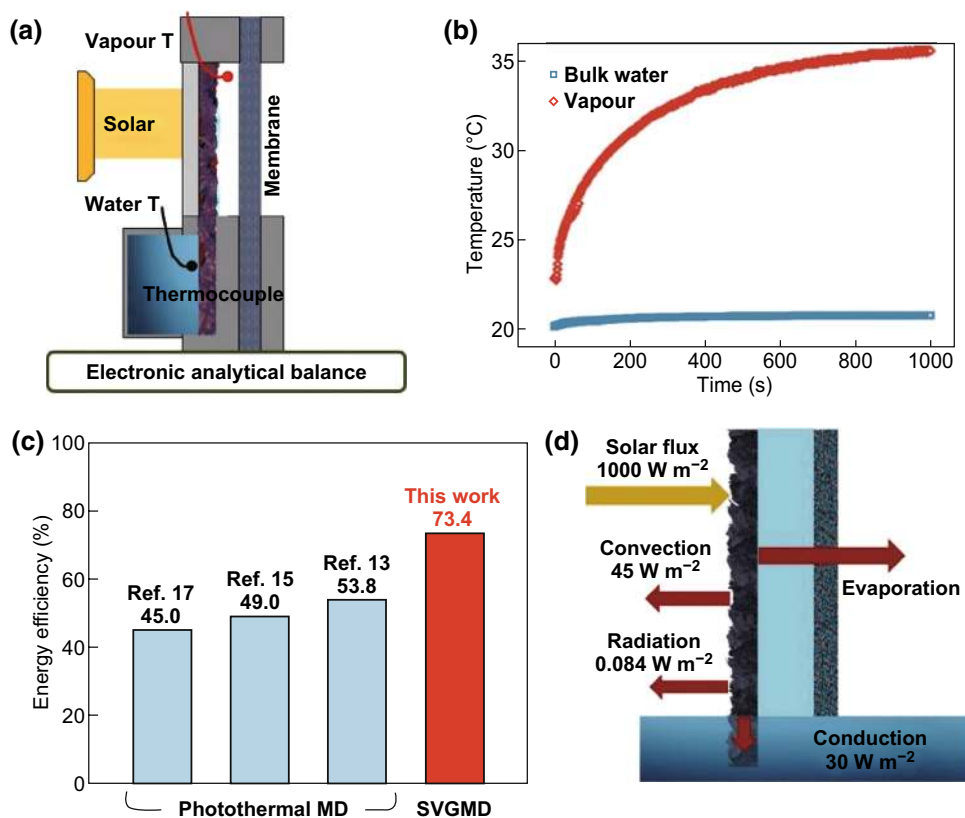 (a)
Vapour T
Solar
Water T
Membrane
Thermocouple
Electronic analytical balance
(b)
Temperature (°C)
35
30
25
20
Bulk water
Vapour
0
200
400
600
800
1000
Time (s)
(c)
Energy efficiency (%)
100
80
60
40
20
0
Ref. 17
45.0
Ref. 15
49.0
Ref. 13
53.8
This work
73.4
Photothermal MD
SVGMD
(d)
Solar flux
1000 W m⁻²
Convection
45 W m⁻²
Evaporation
Radiation
0.084 W m⁻²
Conduction
30 W m⁻²